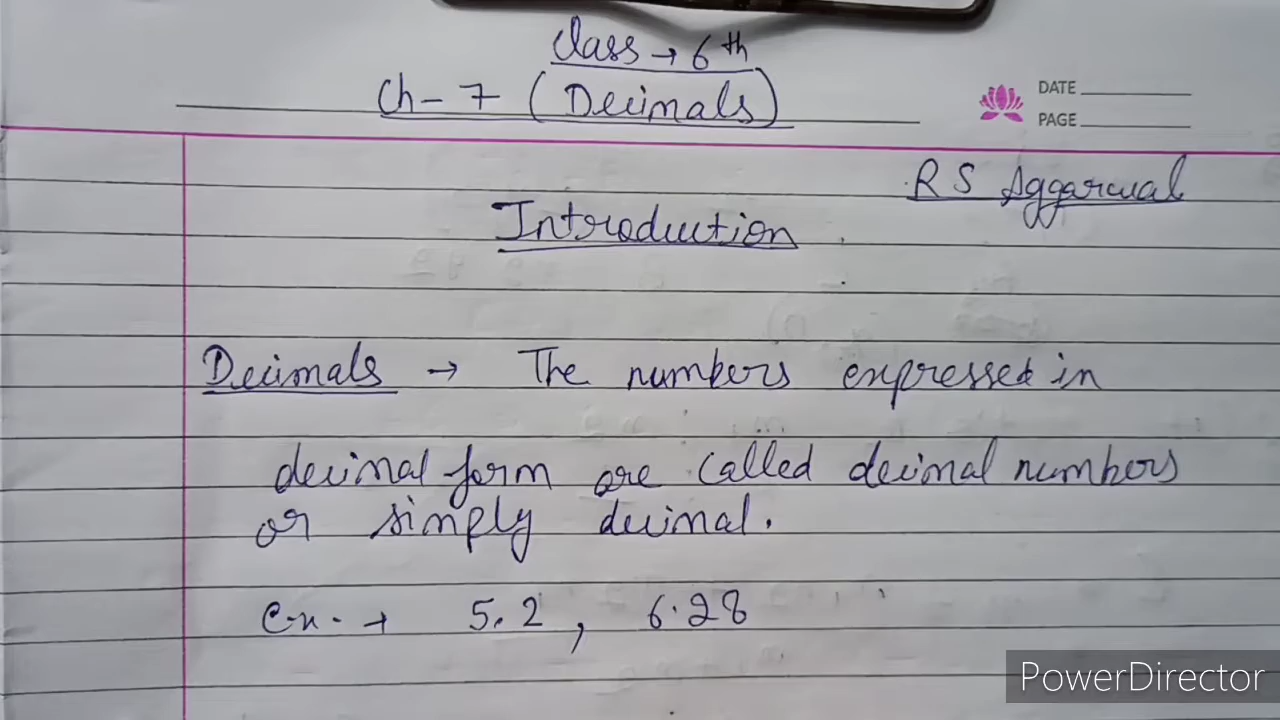 Class → 6th
Ch - 7 (Decimals)
DATE
PAGE
R S Aggarwal
Introduction
Decimals → The numbers expressed in
decimal form are called decimal numbers
or simply decimal.
ex. → 5.2 , 6.28
PowerDirector